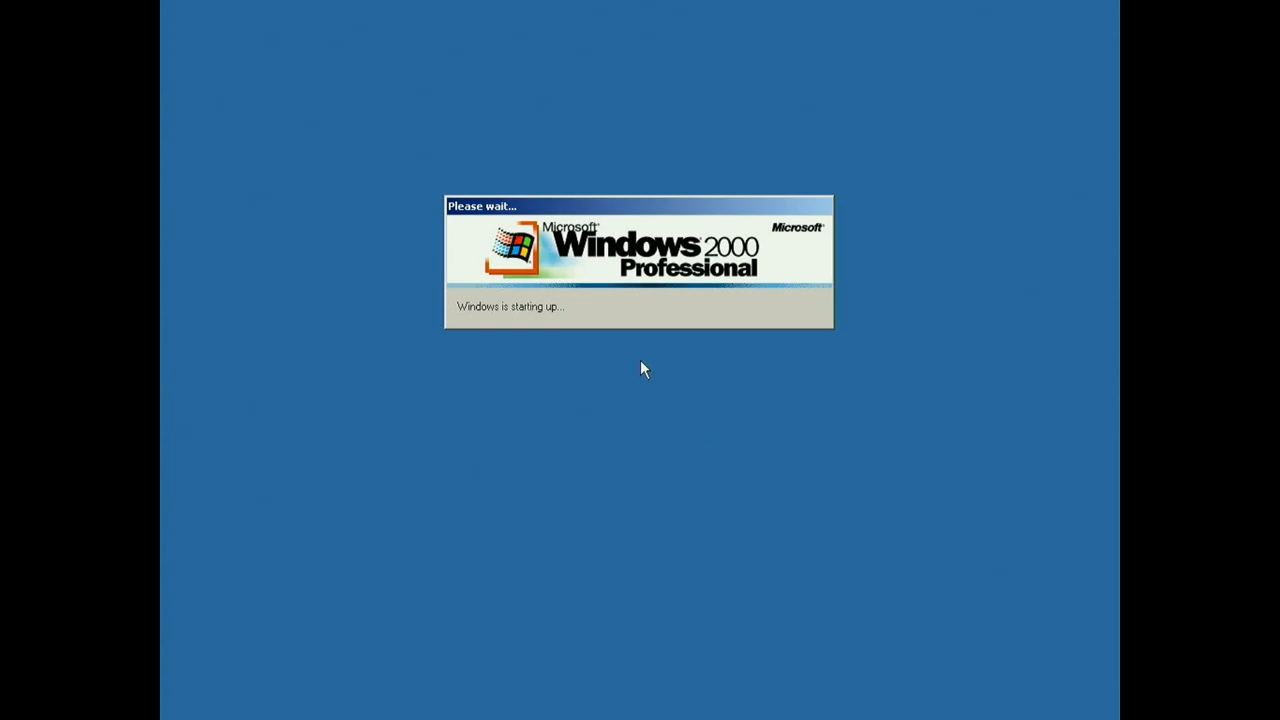 Please wait...
Microsoft®
Windows 2000
Professional
Microsoft®
Windows is starting up...